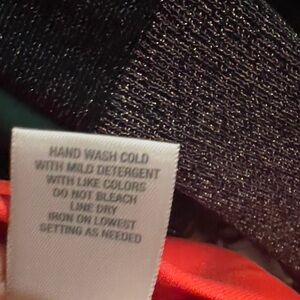 HAND WASH COLD
WITH MILD DETERGENT
WITH LIKE COLORS
DO NOT BLEACH
LINE DRY
IRON ON LOWEST
SETTING AS NEEDED